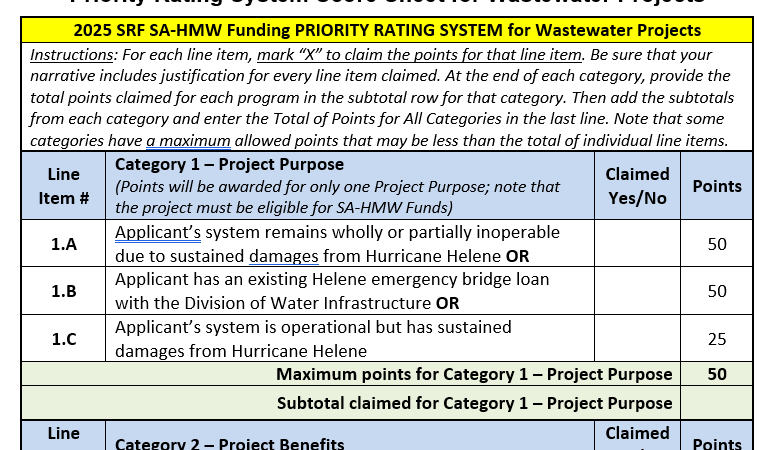 Priority Rating System Score Sheet for Wastewater Projects
2025 SRF SA-HMW Funding PRIORITY RATING SYSTEM for Wastewater Projects
Instructions: For each line item, mark “X” to claim the points for that line item. Be sure that your
narrative includes justification for every line item claimed. At the end of each category, provide the
total points claimed for each program in the subtotal row for that category. Then add the subtotals
from each category and enter the Total of Points for All Categories in the last line. Note that some
categories have a maximum allowed points that may be less than the total of individual line items.
Line
Item #
Category 1 – Project Purpose
(Points will be awarded for only one Project Purpose; note that
the project must be eligible for SA-HMW Funds)
Claimed
Yes/No
Points
1.A
Applicant’s system remains wholly or partially inoperable
due to sustained damages from Hurricane Helene OR
50
1.B
Applicant has an existing Helene emergency bridge loan
with the Division of Water Infrastructure OR
50
1.C
Applicant’s system is operational but has sustained
damages from Hurricane Helene
25
Maximum points for Category 1 – Project Purpose
50
Subtotal claimed for Category 1 – Project Purpose
Line
Category 2 – Project Benefits
Claimed
Points